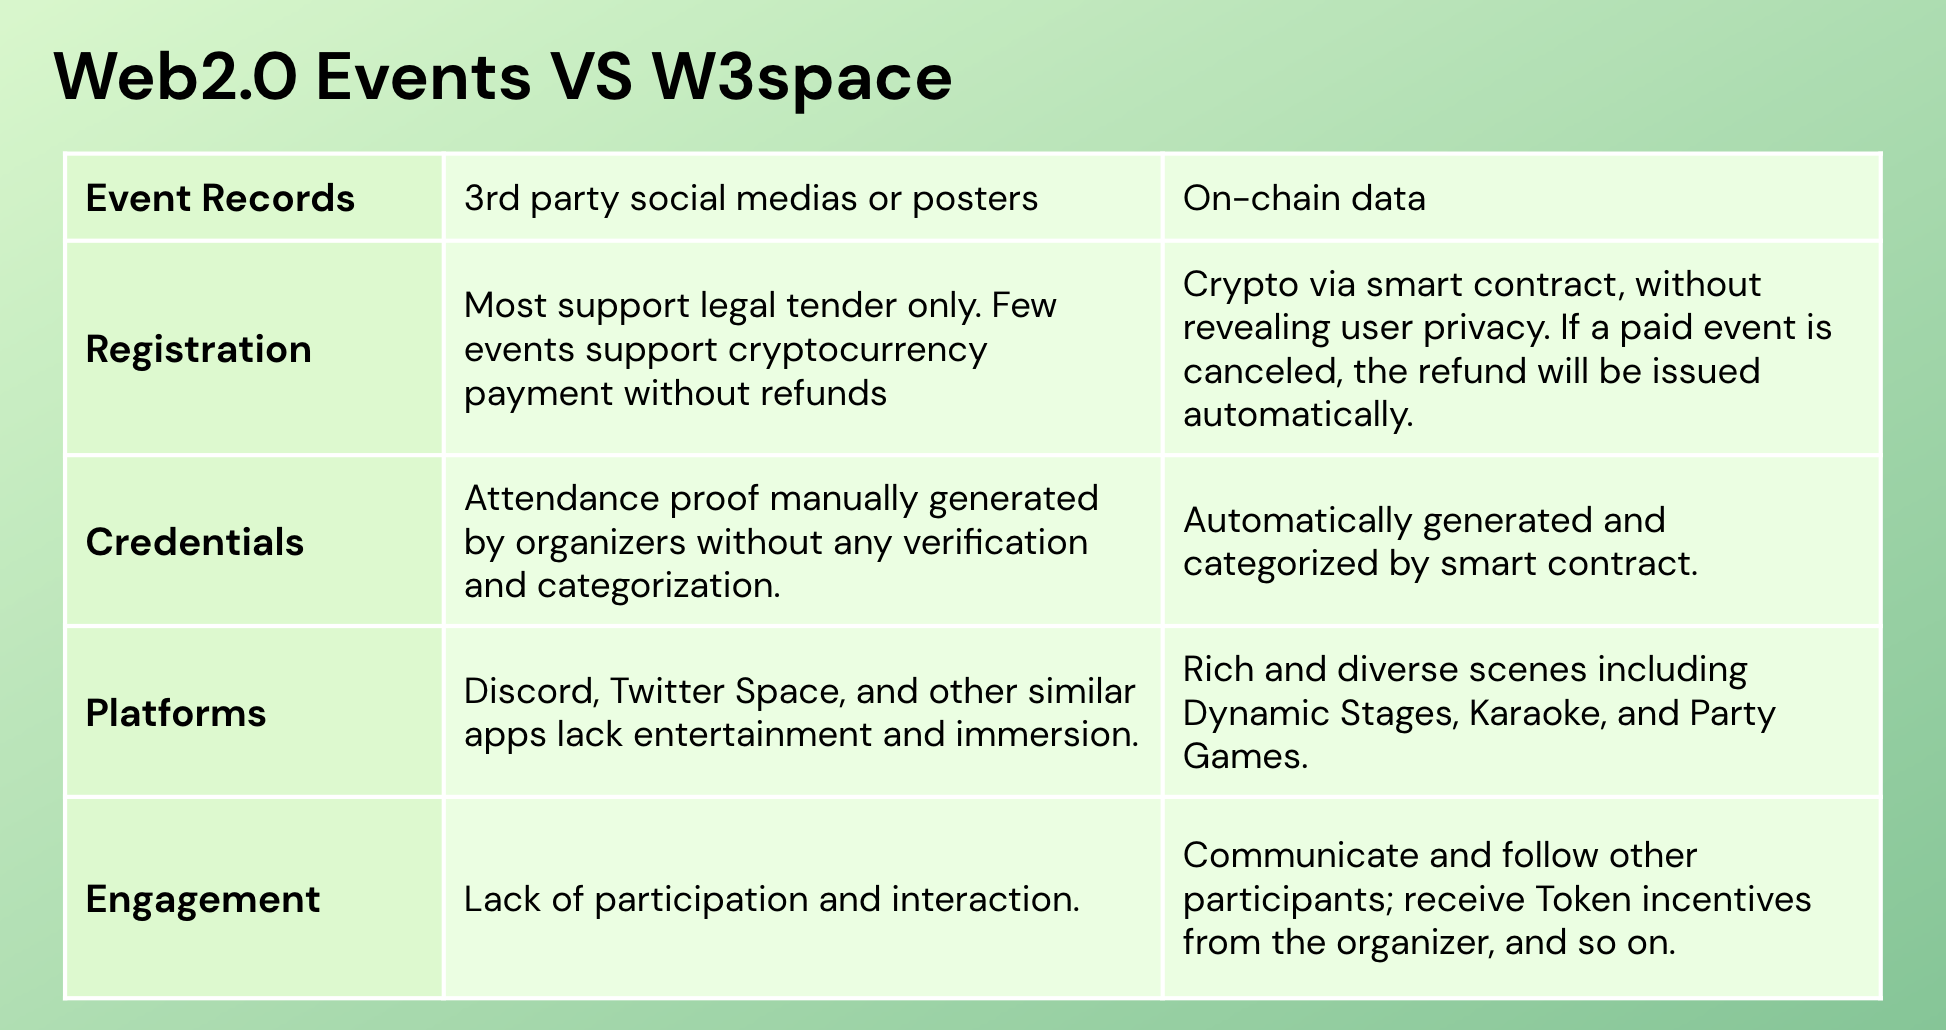 Web2.0 Events VS W3space
Event Records
3rd party social medias or posters
On-chain data
Registration
Most support legal tender only. Few
events support cryptocurrency
payment without refunds
Crypto via smart contract, without
revealing user privacy. If a paid event is
canceled, the refund will be issued
automatically.
Credentials
Attendance proof manually generated
by organizers without any verification
and categorization.
Automatically generated and
categorized by smart contract.
Platforms
Discord, Twitter Space, and other similar
apps lack entertainment and immersion.
Rich and diverse scenes including
Dynamic Stages, Karaoke, and Party
Games.
Engagement
Lack of participation and interaction.
Communicate and follow other
participants; receive Token incentives
from the organizer, and so on.